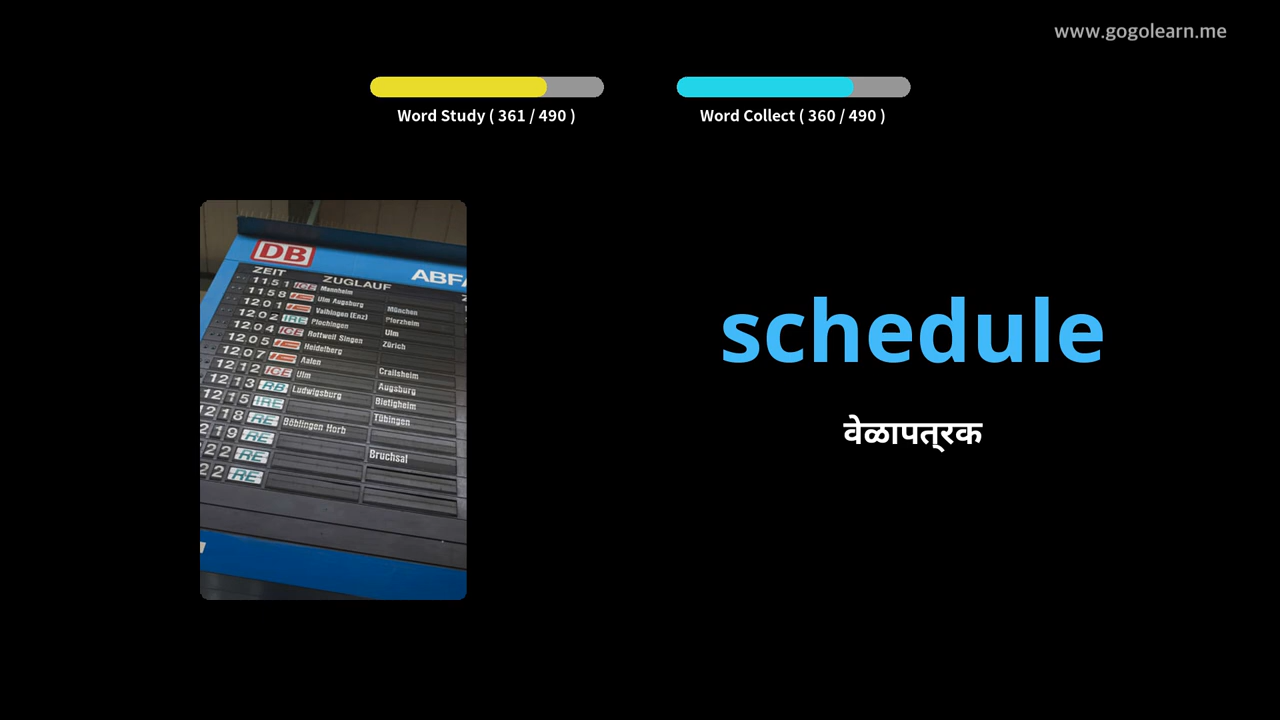 www.gogolearn.me
Word Study ( 361 / 490 )
Word Collect ( 360 / 490 )
DB
ZEIT ZUGLAUF ABFA
1151 ICE Mannheim
1158 Ulm Augsburg München
1201 Vaihingen (Enz) Pforzheim
1202 IRE Plochingen Ulm
1204 ICE Rottweil Singen Zürich
1205 Heidelberg
1207 Aalen Crailsheim
1212 ICE Ulm Augsburg
1213 RB Ludwigsburg Bietigheim
1215 IRE Tübingen
1218 RE Böblingen Horb
219 RE
22 RE Bruchsal
22 RE
schedule
वेळापत्रक